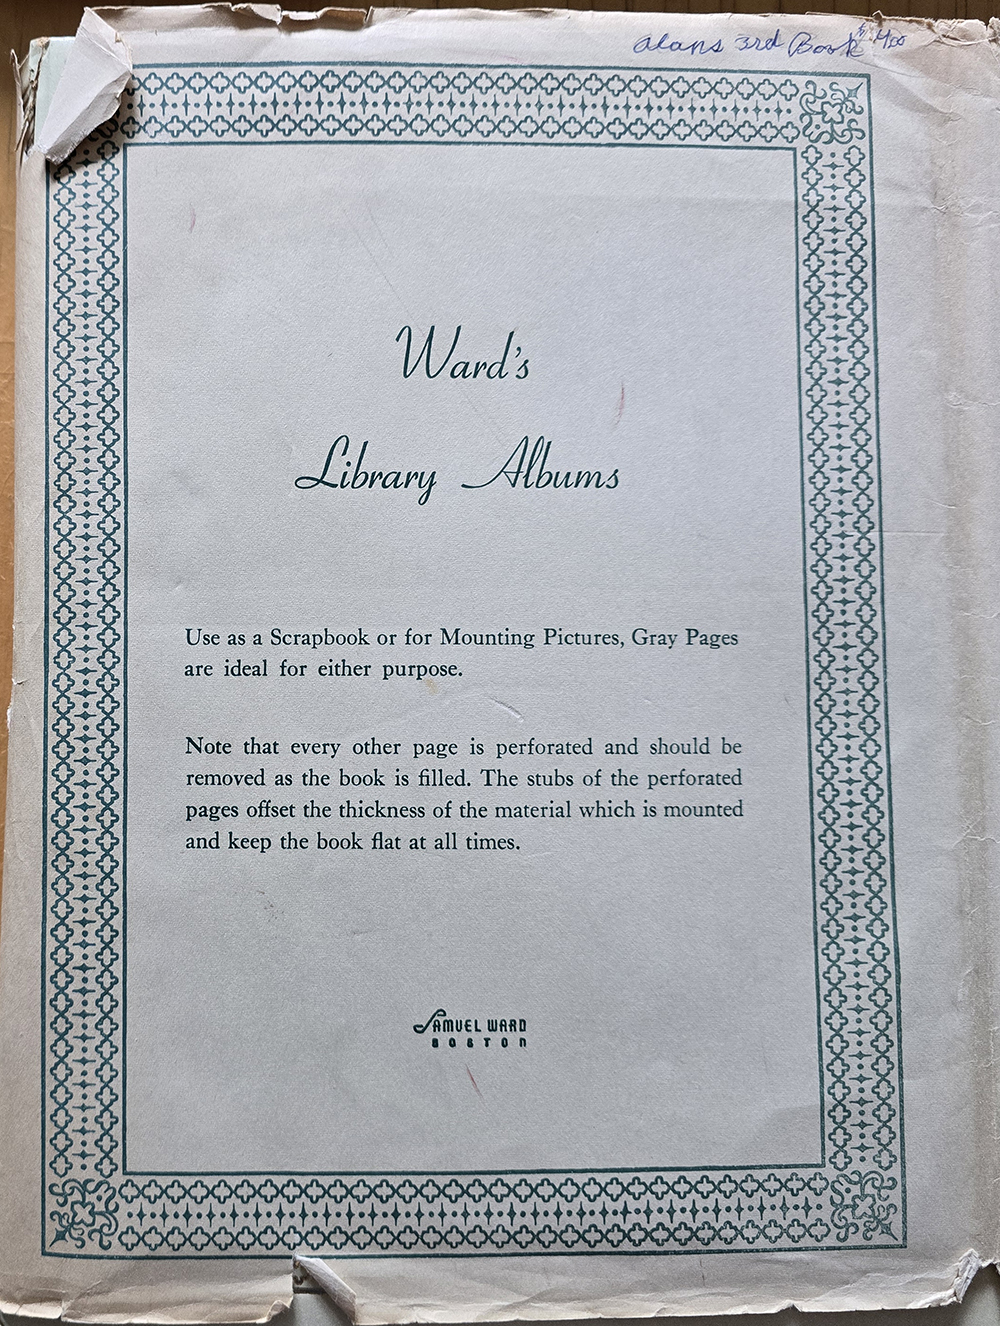 alans 3rd Book $4.00
Ward's
Library Albums
Use as a Scrapbook or for Mounting Pictures, Gray Pages
are ideal for either purpose.
Note that every other page is perforated and should be
removed as the book is filled. The stubs of the perforated
pages offset the thickness of the material which is mounted
and keep the book flat at all times.
SAMUEL WARD
BOSTON